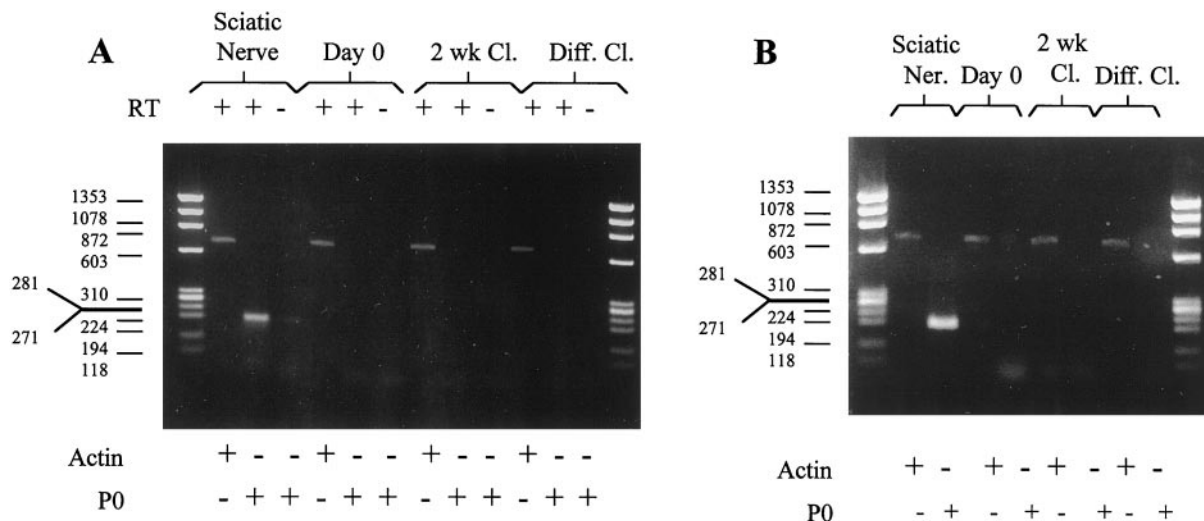 A
Sciatic
Nerve Day 0 2 wk Cl. Diff. Cl.
RT + + - + + - + + - + + -
1353
1078
872
603
281
310
271
224
194
118
Actin + - - + - - + - - + - -
P0 - + + - + + - + + - + +
B
Sciatic 2 wk
Ner. Day 0 Cl. Diff. Cl.
1353
1078
872
603
281
310
271
224
194
118
Actin + - + - + - + -
P0 - + - + - + - +